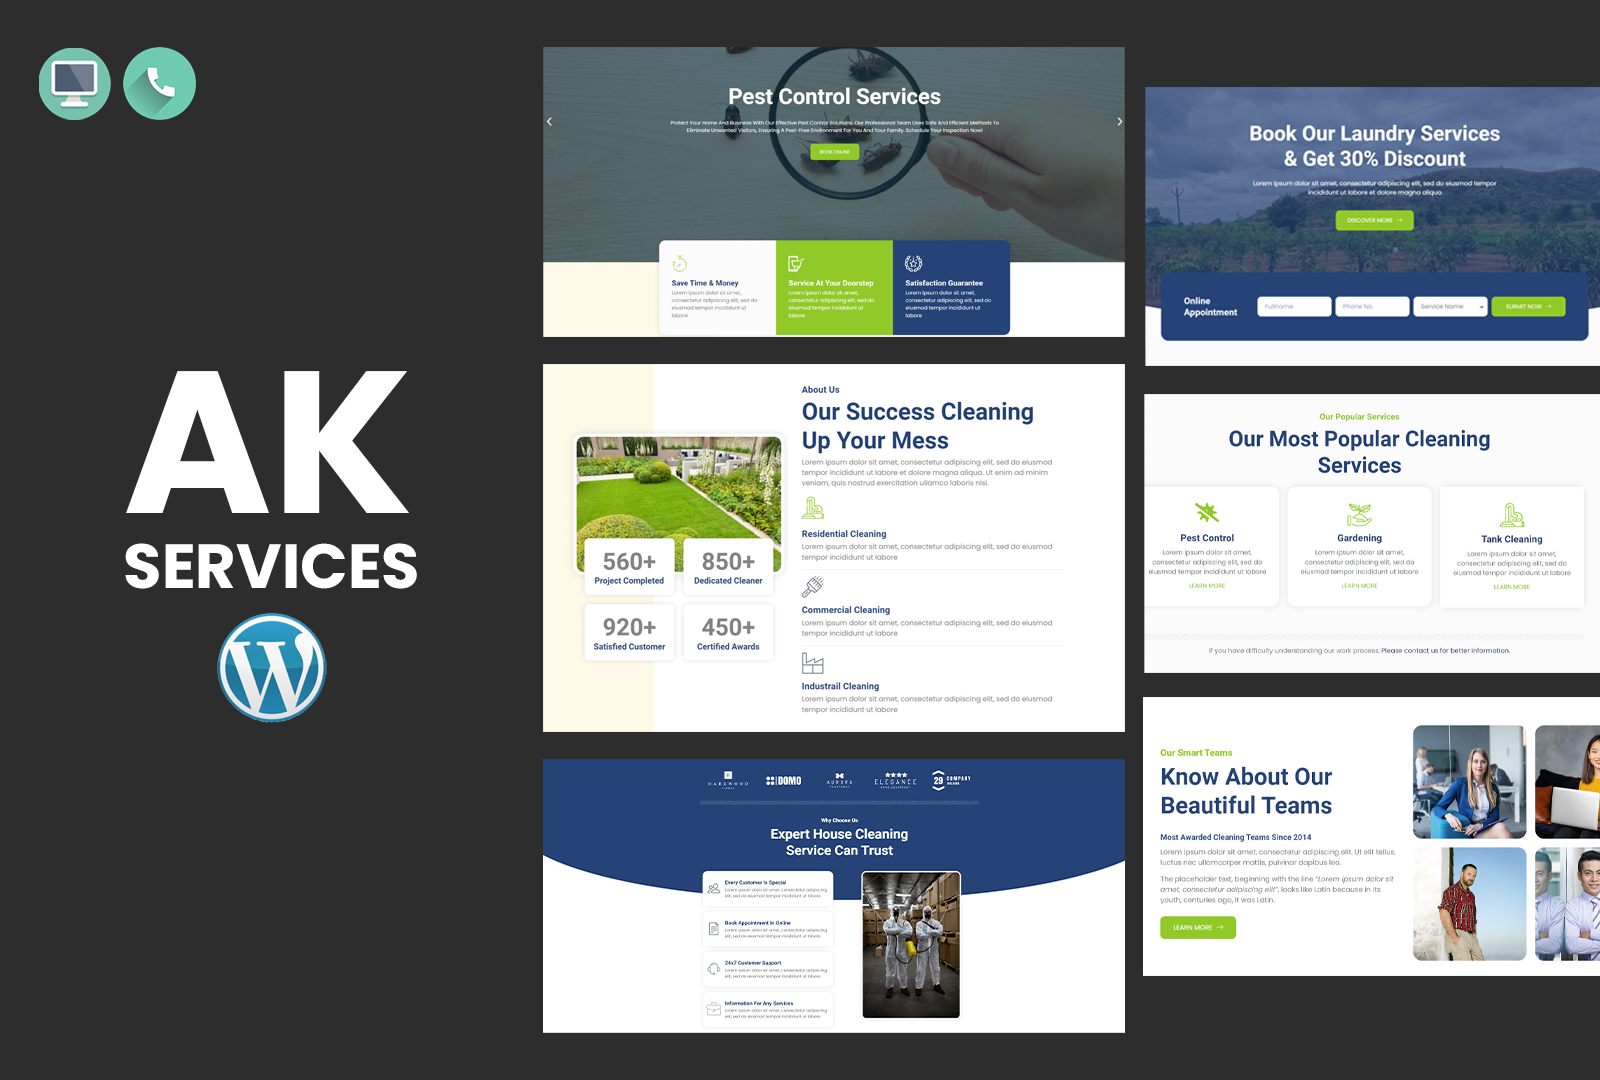 AK
SERVICES
Pest Control Services
Protect Your Home And Business With Our Effective Pest Control Solutions. Our Professional Team Uses Safe And Efficient Methods To
Eliminate Unwanted Visitors, Ensuring A Pest-Free Environment For You And Your Family. Schedule Your Inspection Now!
BOOK ONLINE
Save Time & Money
Lorem ipsum dolor sit amet,
consectetur adipiscing elit, sed do
eiusmod tempor incididunt ut
labore
Service At Your Doorstep
Lorem ipsum dolor sit amet,
consectetur adipiscing elit, sed do
eiusmod tempor incididunt ut
labore
Satisfaction Guarantee
Lorem ipsum dolor sit amet,
consectetur adipiscing elit, sed do
eiusmod tempor incididunt ut
labore
About Us
Our Success Cleaning
Up Your Mess
Lorem ipsum dolor sit amet, consectetur adipiscing elit, sed do eiusmod
tempor incididunt ut labore et dolore magna aliqua. Ut enim ad minim
veniam, quis nostrud exercitation ullamco laboris nisi.
560+
Project Completed
850+
Dedicated Cleaner
920+
Satisfied Customer
450+
Certified Awards
Residential Cleaning
Lorem ipsum dolor sit amet, consectetur adipiscing elit, sed do eiusmod
tempor incididunt ut labore
Commercial Cleaning
Lorem ipsum dolor sit amet, consectetur adipiscing elit, sed do eiusmod
tempor incididunt ut labore
Industrail Cleaning
Lorem ipsum dolor sit amet, consectetur adipiscing elit, sed do eiusmod
tempor incididunt ut labore
DOMO
AURORA
ELEGANCE
29 COMPANY
Why Choose Us
Expert House Cleaning
Service Can Trust
Every Customer is Special
Lorem ipsum dolor sit amet, consectetur adipiscing
elit, sed do eiusmod tempor incididunt ut labore
Book Appointment in Online
Lorem ipsum dolor sit amet, consectetur adipiscing
elit, sed do eiusmod tempor incididunt ut labore
24x7 Customer Support
Lorem ipsum dolor sit amet, consectetur adipiscing
elit, sed do eiusmod tempor incididunt ut labore
Information For Any Services
Lorem ipsum dolor sit amet, consectetur adipiscing
elit, sed do eiusmod tempor incididunt ut labore
Book Our Laundry Services
& Get 30% Discount
Lorem ipsum dolor sit amet, consectetur adipiscing elit, sed do eiusmod tempor
incididunt ut labore et dolore magna aliqua
DISCOVER MORE
Online
Appointment
Fullname
Phone No.
Service Name
SUBMIT NOW
Our Popular Services
Our Most Popular Cleaning
Services
Pest Control
Lorem ipsum dolor sit amet,
consectetur adipiscing elit, sed do
eiusmod tempor incididunt ut labore
LEARN MORE
Gardening
Lorem ipsum dolor sit amet,
consectetur adipiscing elit, sed do
eiusmod tempor incididunt ut labore
LEARN MORE
Tank Cleaning
Lorem ipsum dolor sit amet,
consectetur adipiscing elit, sed do
eiusmod tempor incididunt ut labore
LEARN MORE
If you have difficulty understanding our work process. Please contact us for better information.
Our Smart Teams
Know About Our
Beautiful Teams
Most Awarded Cleaning Teams Since 2014
Lorem ipsum dolor sit amet, consectetur adipiscing elit. Ut elit tellus,
luctus nec ullamcorper mattis, pulvinar dapibus leo.
The placeholder text, beginning with the line "Lorem ipsum dolor sit
amet, consectetur adipiscing elit", looks like Latin because in its
youth, centuries ago, it was Latin.
LEARN MORE